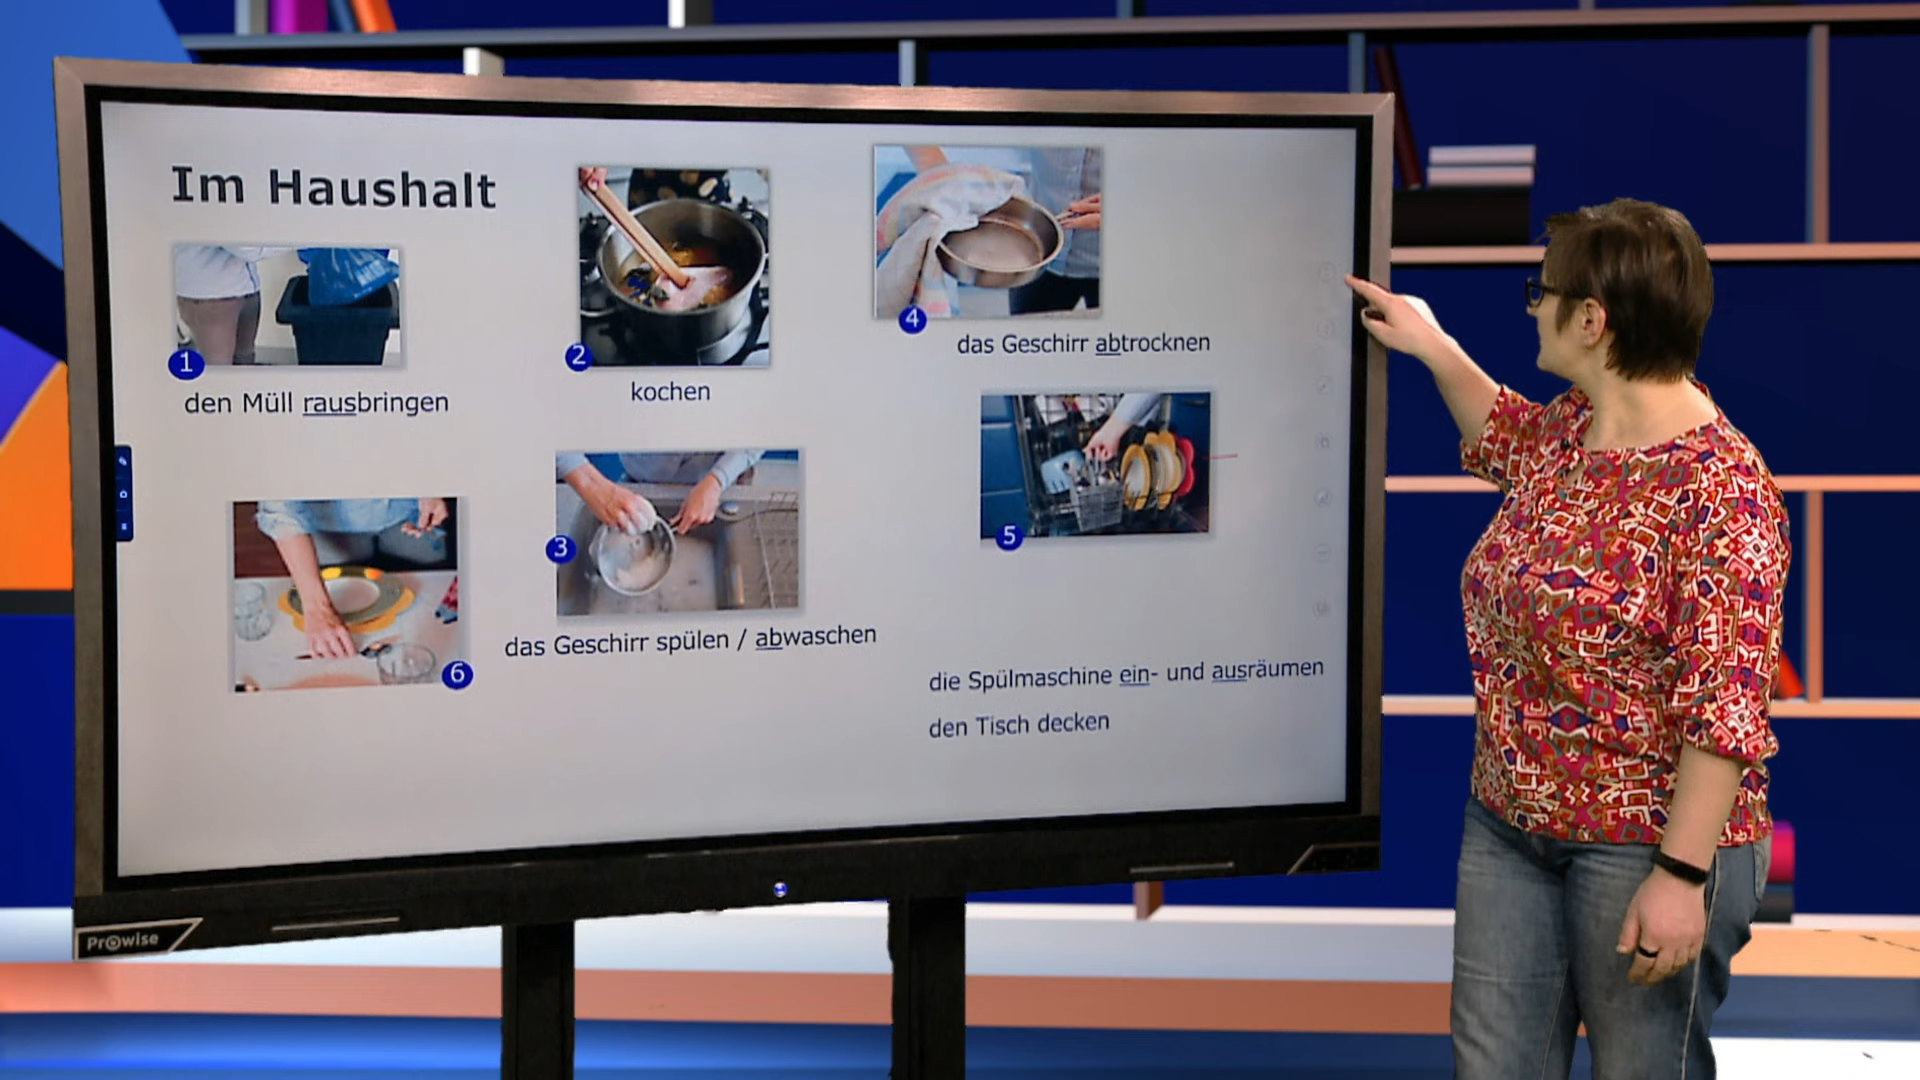 Im Haushalt
1
den Müll rausbringen
2
kochen
4
das Geschirr abtrocknen
3
das Geschirr spülen / abwaschen
5
6
die Spülmaschine ein- und ausräumen
den Tisch decken
Prowise